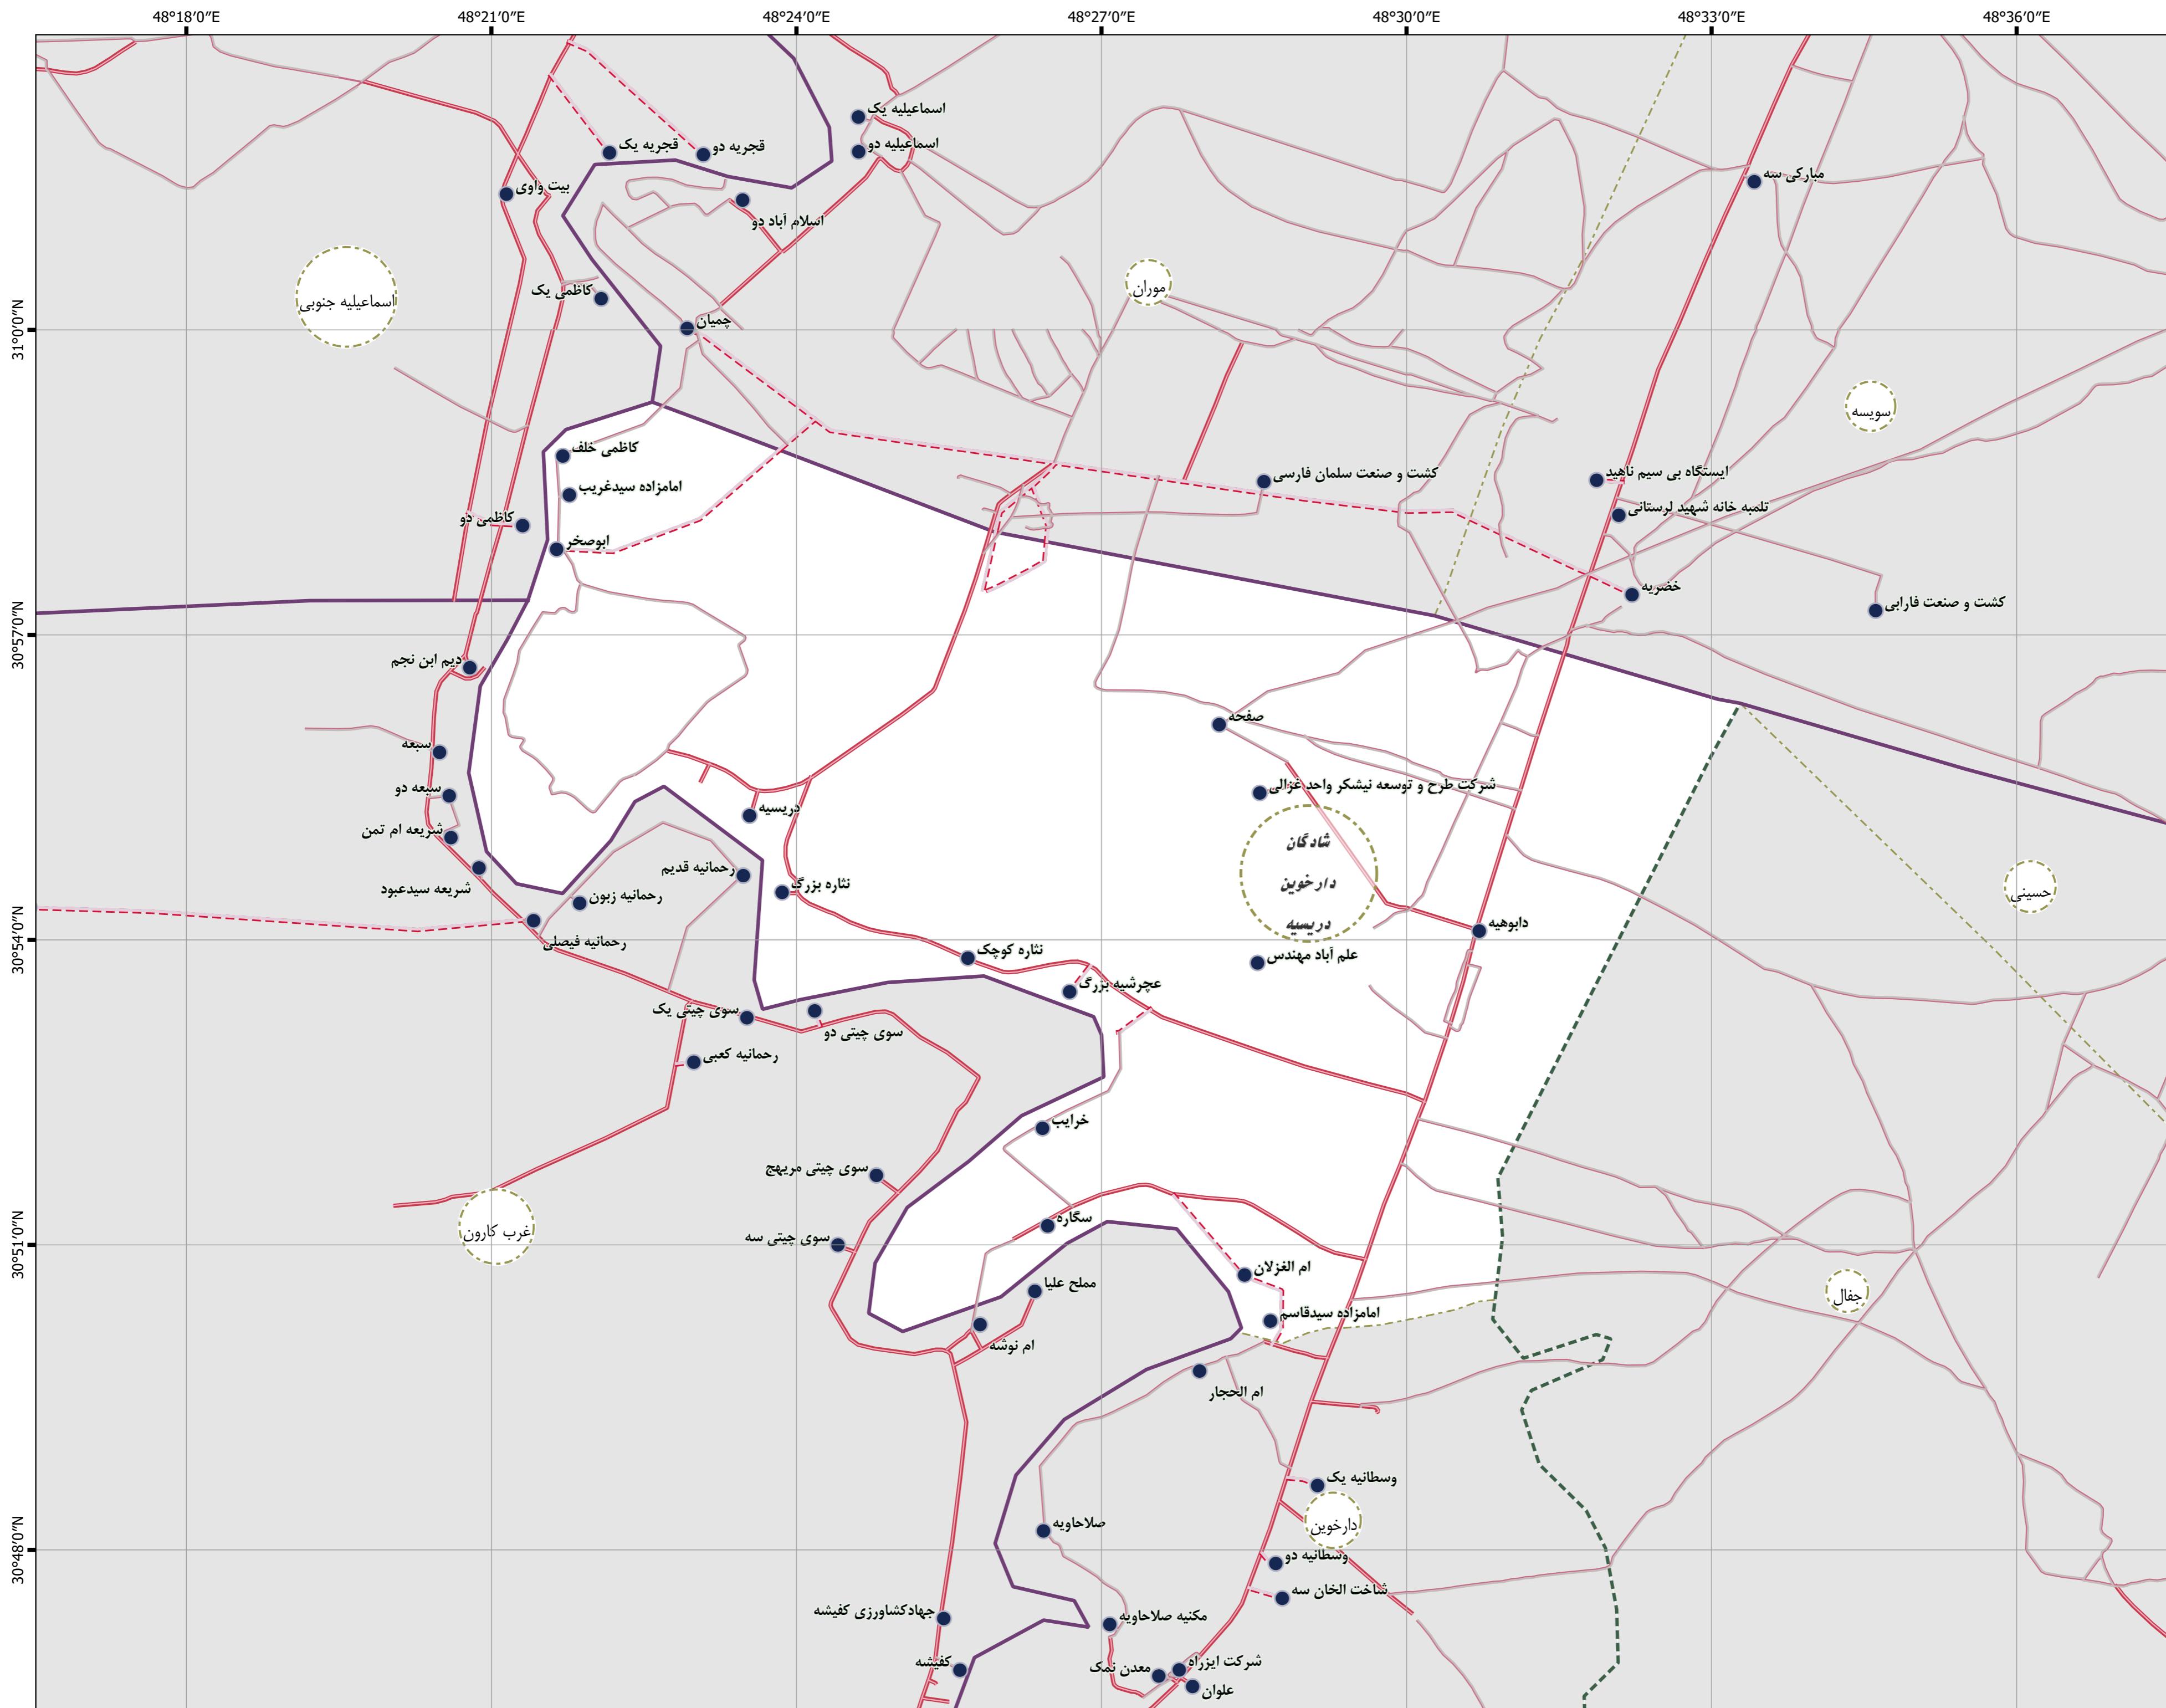 48°18'0"E
48°21'0"E
48°24'0"E
48°27'0"E
48°30'0"E
48°33'0"E
48°36'0"E
31°0'0"N
30°57'0"N
30°54'0"N
30°51'0"N
30°48'0"N
اسماعیلیه یک
اسماعیلیه دو
قجریه یک
قجریه دو
بیت واوی
مبارکی سه
اسلام آباد دو
کاظمی یک
اسماعیلیه جنوبی
موران
چمیان
سویسه
کاظمی خلف
امامزاده سیدغریب
کاظمی دو
ابوصخر
کشت و صنعت سلمان فارسی
ایستگاه بی سیم ناهید
تلمبه خانه شهید لرستانی
خضریه
کشت و صنعت فارابی
دیم ابن نجم
صفحه
سبعه
سبعه دو
شرکت طرح و توسعه نیشکر واحد غزالی
دریسیه
شریعه ام تمن
شادگان
دارخوین
دریسیه
رحمانیه قدیم
شریعه سیدعبود
رحمانیه زبون
نثاره بزرگ
حسینی
دابوهیه
رحمانیه فیصلی
نثاره کوچک
علم آباد مهندس
عچرشیه بزرگ
سوی چیتی یک
سوی چیتی دو
رحمانیه کعبی
خرایب
سوی چیتی مریهج
غرب کارون
سگاره
سوی چیتی سه
ام الغزلان
مملح علیا
جفال
امامزاده سیدقاسم
ام نوشه
ام الحجار
وسطانیه یک
صلاحاویه
دارخوین
وسطانیه دو
شاخت الخان سه
جهادکشاورزی کفیشه
مکنیه صلاحاویه
کفیشه
معدن نمک
شرکت ایزراه
علوان